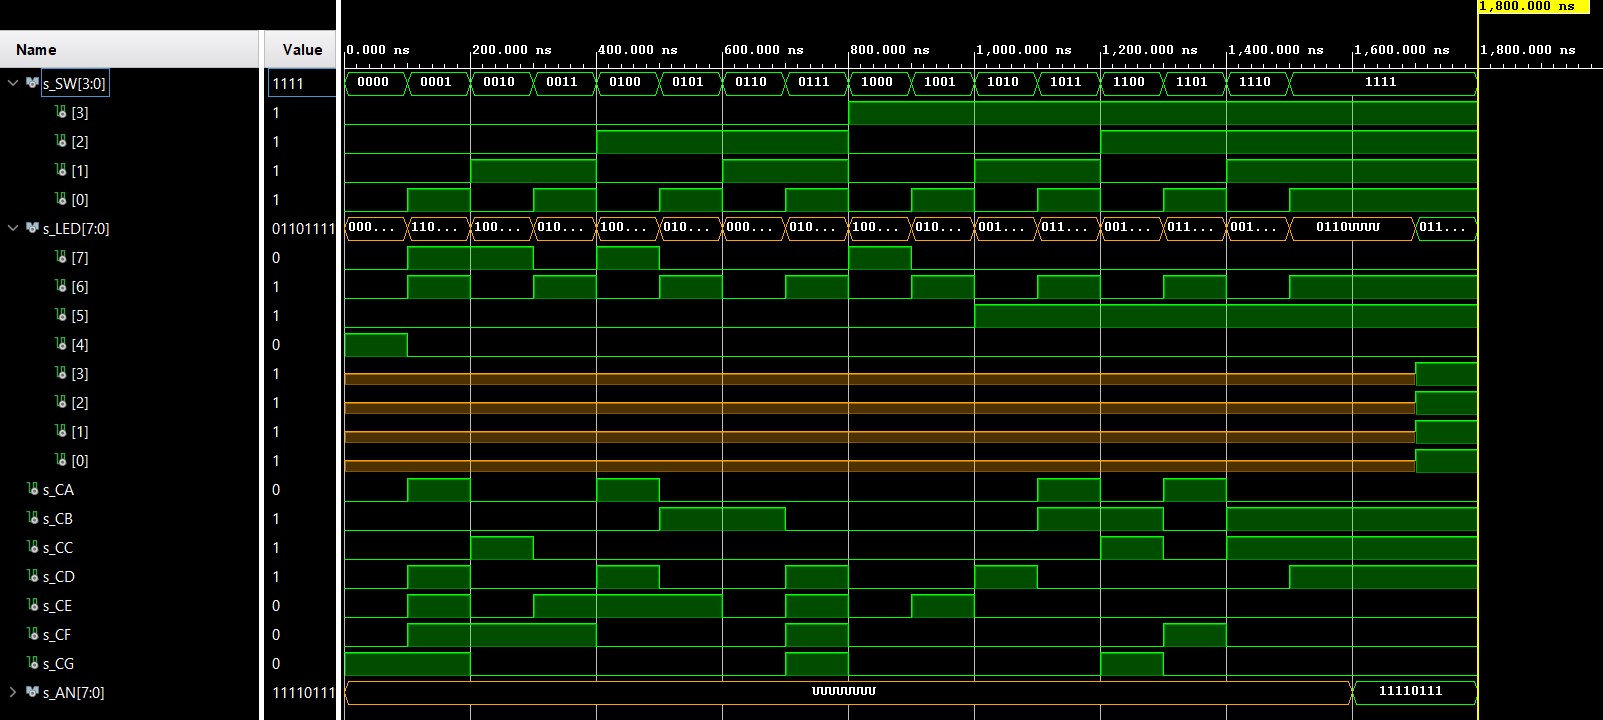 1,800.000 ns
Name Value 0.000 ns 200.000 ns 400.000 ns 600.000 ns 800.000 ns 1,000.000 ns 1,200.000 ns 1,400.000 ns 1,600.000 ns 1,800.000 ns
s_SW[3:0] 1111 0000 0001 0010 0011 0100 0101 0110 0111 1000 1001 1010 1011 1100 1101 1110 1111
[3] 1
[2] 1
[1] 1
[0] 1
s_LED[7:0] 01101111 000... 110... 100... 010... 100... 010... 000... 010... 100... 010... 001... 011... 001... 011... 001... 0110UUUU 011...
[7] 0
[6] 1
[5] 1
[4] 0
[3] 1
[2] 1
[1] 1
[0] 1
s_CA 0
s_CB 1
s_CC 1
s_CD 1
s_CE 0
s_CF 0
s_CG 0
s_AN[7:0] 11110111 UUUUUUUU 11110111